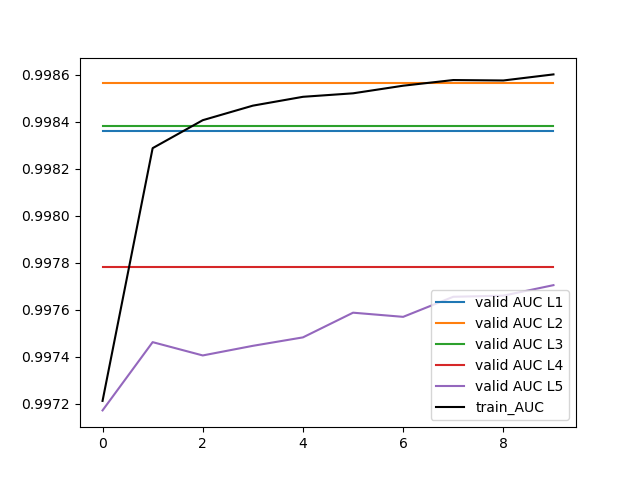 0.9986
0.9984
0.9982
0.9980
0.9978
0.9976
0.9974
0.9972
valid AUC L1
valid AUC L2
valid AUC L3
valid AUC L4
valid AUC L5
train_AUC
0 2 4 6 8